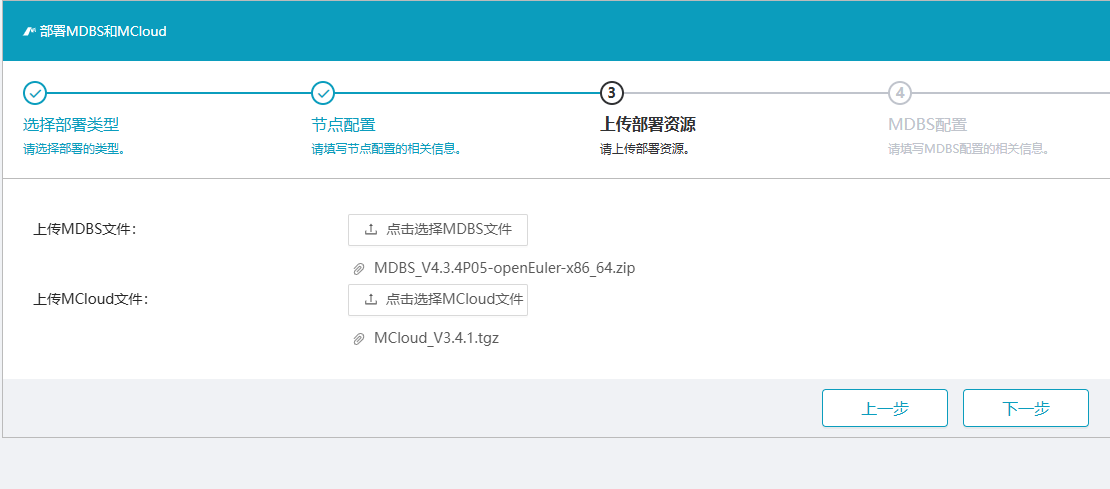 部署MDBS和MCloud
3
4
选择部署类型
节点配置
上传部署资源
MDBS配置
请选择部署的类型。
请填写节点配置的相关信息。
请上传部署资源。
请填写MDBS配置的相关信息。
上传MDBS文件：
点击选择MDBS文件
MDBS_V4.3.4P05-openEuler-x86_64.zip
上传MCloud文件：
点击选择MCloud文件
MCloud_V3.4.1.tgz
上一步
下一步